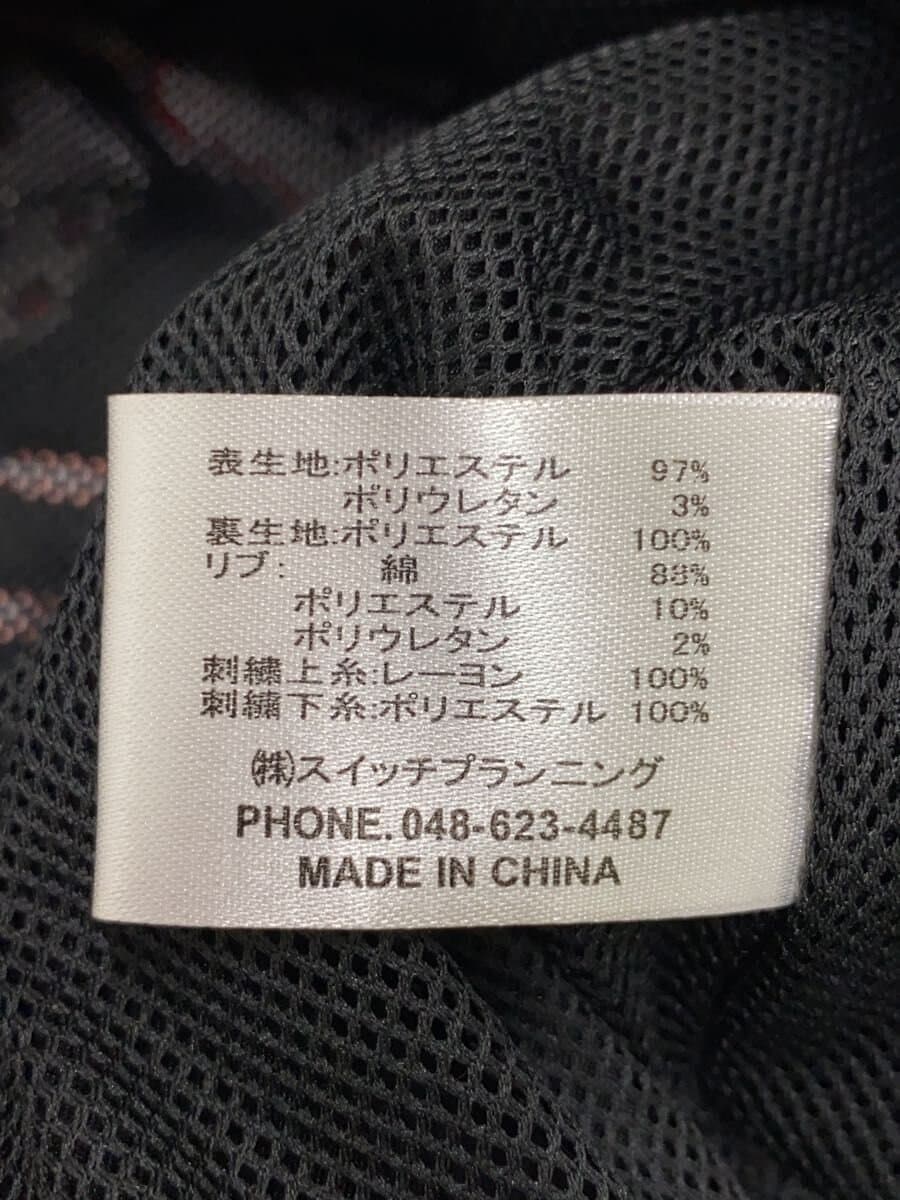 表生地:ポリエステル 97%
ポリウレタン 3%
裏生地:ポリエステル 100%
リブ: 綿 88%
ポリエステル 10%
ポリウレタン 2%
刺繍上糸:レーヨン 100%
刺繍下糸:ポリエステル 100%
㈱スイッチプランニング
PHONE.048-623-4487
MADE IN CHINA